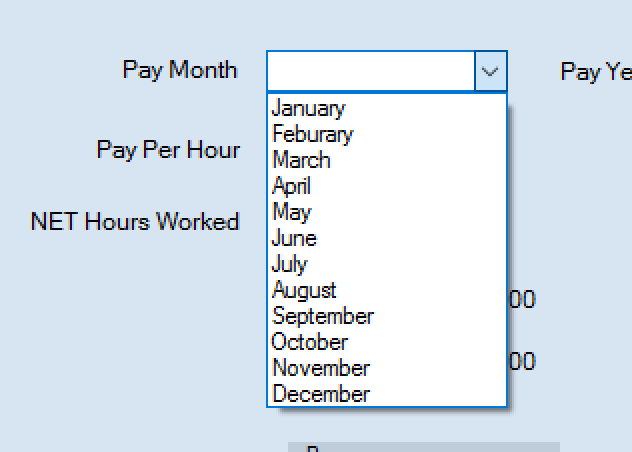 Pay Month
Pay Ye
January
Feburary
March
Pay Per Hour
April
May
NET Hours Worked
June
July
August
00
September
October
00
November
December